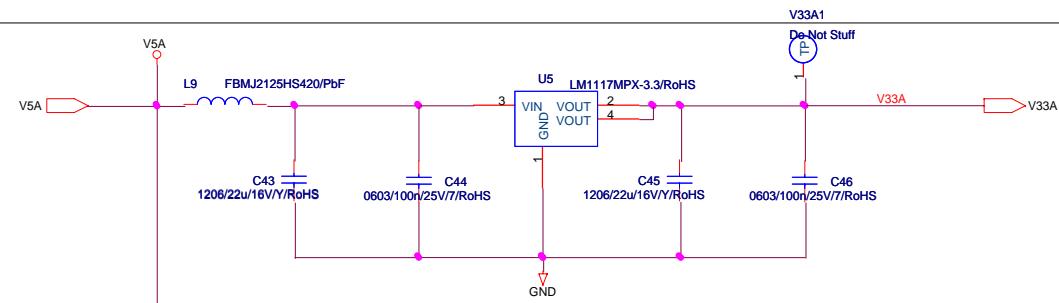 V33A1
Do Not Stuff
TP
1
V5A
L9 FBMJ2125HS420/PbF
U5
LM1117MPX-3.3/RoHS
V5A
3
VIN VOUT
VOUT
GND
2
4
1
V33A
V33A
C43
1206/22u/16V/Y/RoHS
C44
0603/100n/25V/7/RoHS
C45
1206/22u/16V/Y/RoHS
C46
0603/100n/25V/7/RoHS
GND